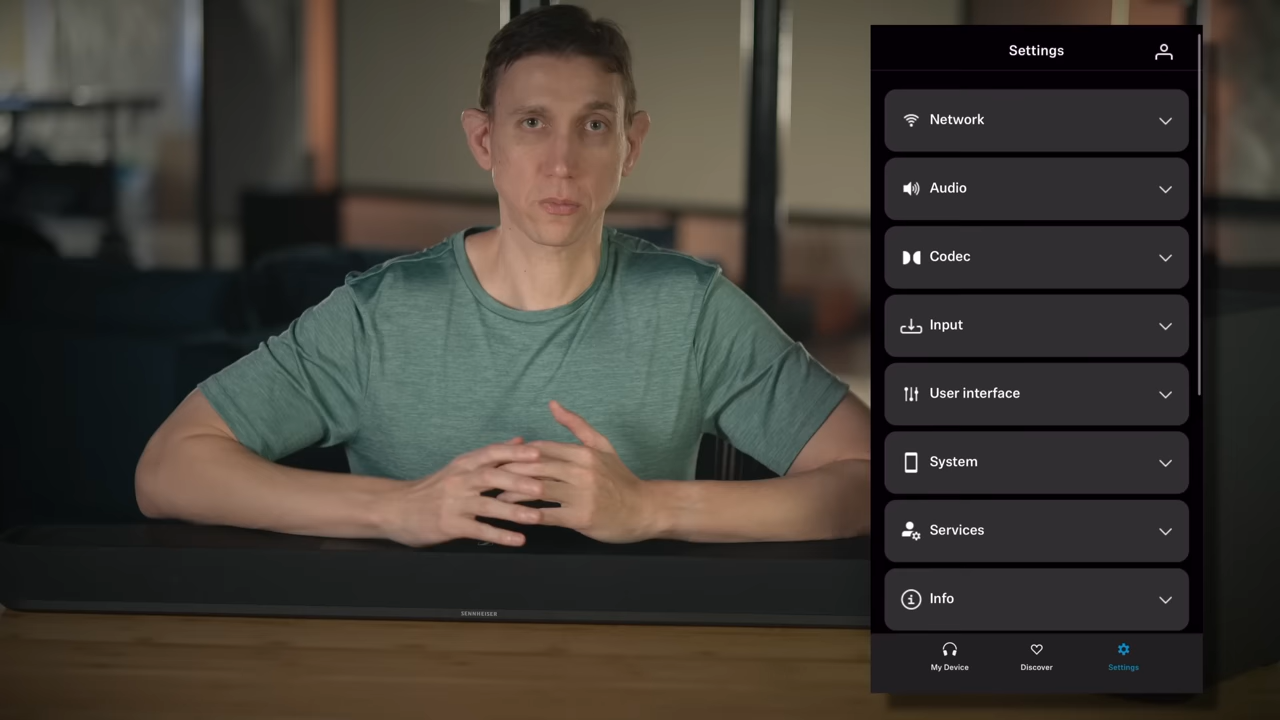 Settings
Network
Audio
Codec
Input
User interface
System
Services
Info
My Device
Discover
Settings
SENNHEISER